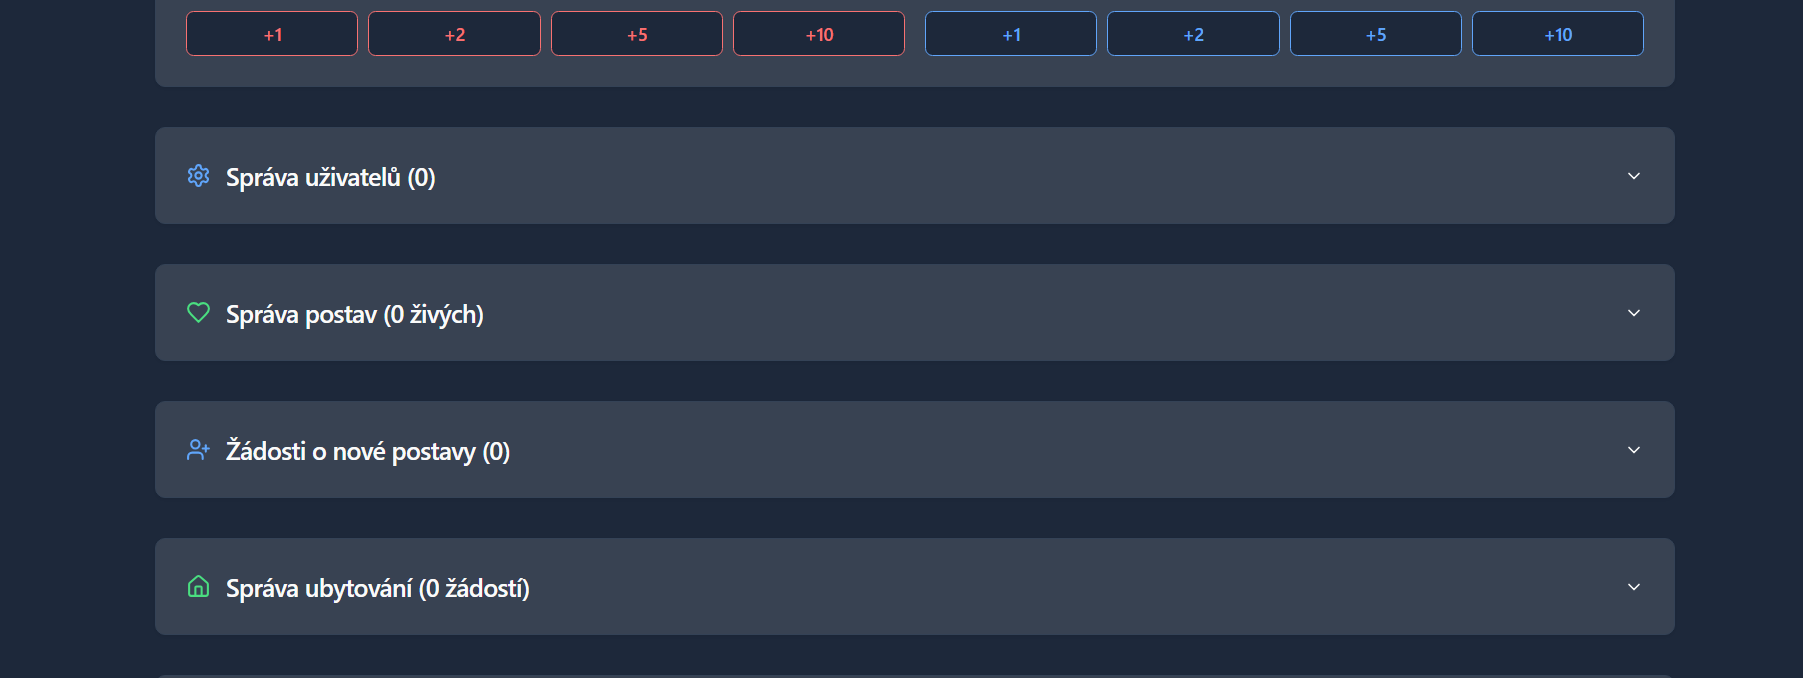 +1 +2 +5 +10 +1 +2 +5 +10
Správa uživatelů (0)
Správa postav (0 živých)
Žádosti o nové postavy (0)
Správa ubytování (0 žádostí)